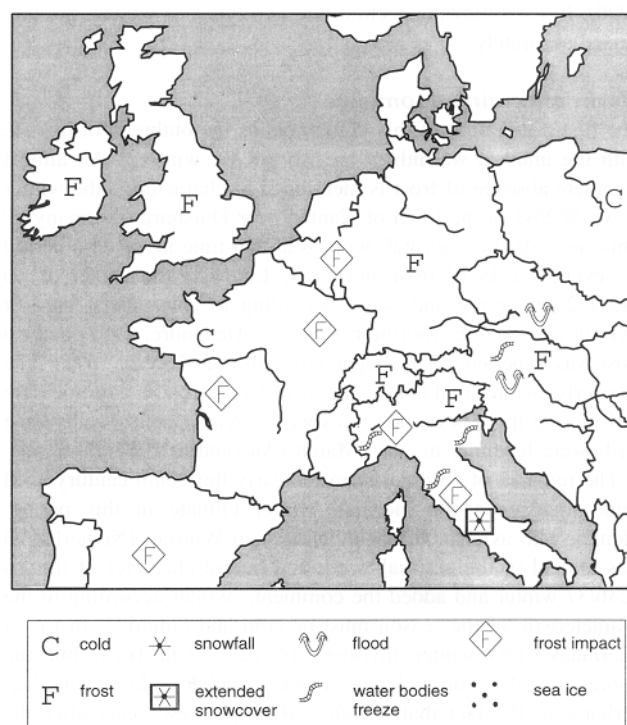 C
F
F
F
F
F
C
F
F
F
F
F
F
F
C cold snowfall flood F frost impact
F frost extended snowcover water bodies freeze sea ice